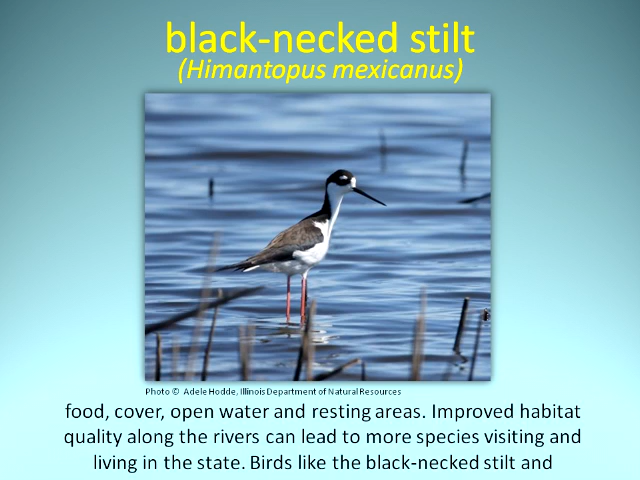 black-necked stilt
(Himantopus mexicanus)
Photo © Adele Hodde, Illinois Department of Natural Resources
food, cover, open water and resting areas. Improved habitat
quality along the rivers can lead to more species visiting and
living in the state. Birds like the black-necked stilt and